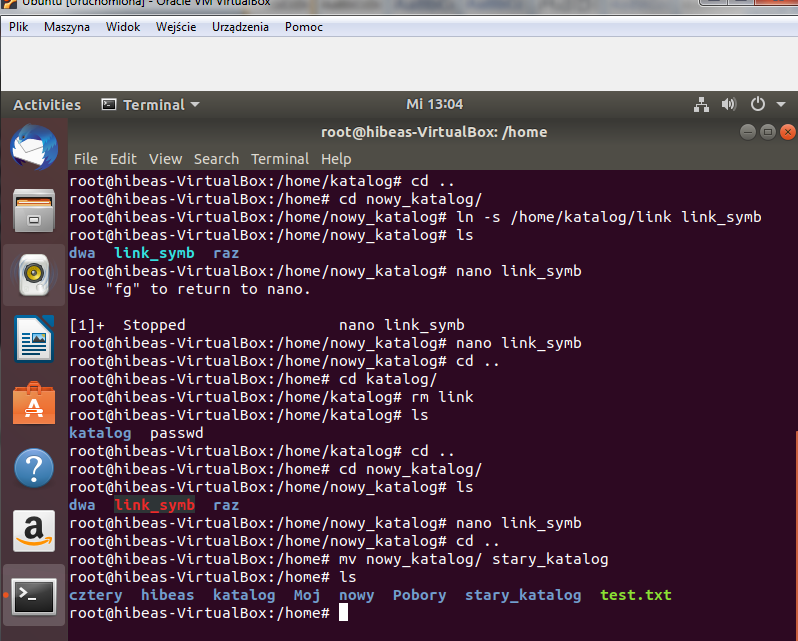 Ubuntu [Uruchomiona] - Oracle VM VirtualBox
Plik Maszyna Widok Wejście Urządzenia Pomoc
Activities Terminal Mi 13:04
root@hibeas-VirtualBox: /home
File Edit View Search Terminal Help
root@hibeas-VirtualBox:/home/katalog# cd ..
root@hibeas-VirtualBox:/home# cd nowy_katalog/
root@hibeas-VirtualBox:/home/nowy_katalog# ln -s /home/katalog/link link_symb
root@hibeas-VirtualBox:/home/nowy_katalog# ls
dwa link_symb raz
root@hibeas-VirtualBox:/home/nowy_katalog# nano link_symb
Use "fg" to return to nano.
[1]+ Stopped nano link_symb
root@hibeas-VirtualBox:/home/nowy_katalog# nano link_symb
root@hibeas-VirtualBox:/home/nowy_katalog# cd ..
root@hibeas-VirtualBox:/home# cd katalog/
root@hibeas-VirtualBox:/home/katalog# rm link
root@hibeas-VirtualBox:/home/katalog# ls
katalog passwd
root@hibeas-VirtualBox:/home/katalog# cd ..
root@hibeas-VirtualBox:/home# cd nowy_katalog/
root@hibeas-VirtualBox:/home/nowy_katalog# ls
dwa link_symb raz
root@hibeas-VirtualBox:/home/nowy_katalog# nano link_symb
root@hibeas-VirtualBox:/home/nowy_katalog# cd ..
root@hibeas-VirtualBox:/home# mv nowy_katalog/ stary_katalog
root@hibeas-VirtualBox:/home# ls
cztery hibeas katalog Moj nowy Pobory stary_katalog test.txt
root@hibeas-VirtualBox:/home#